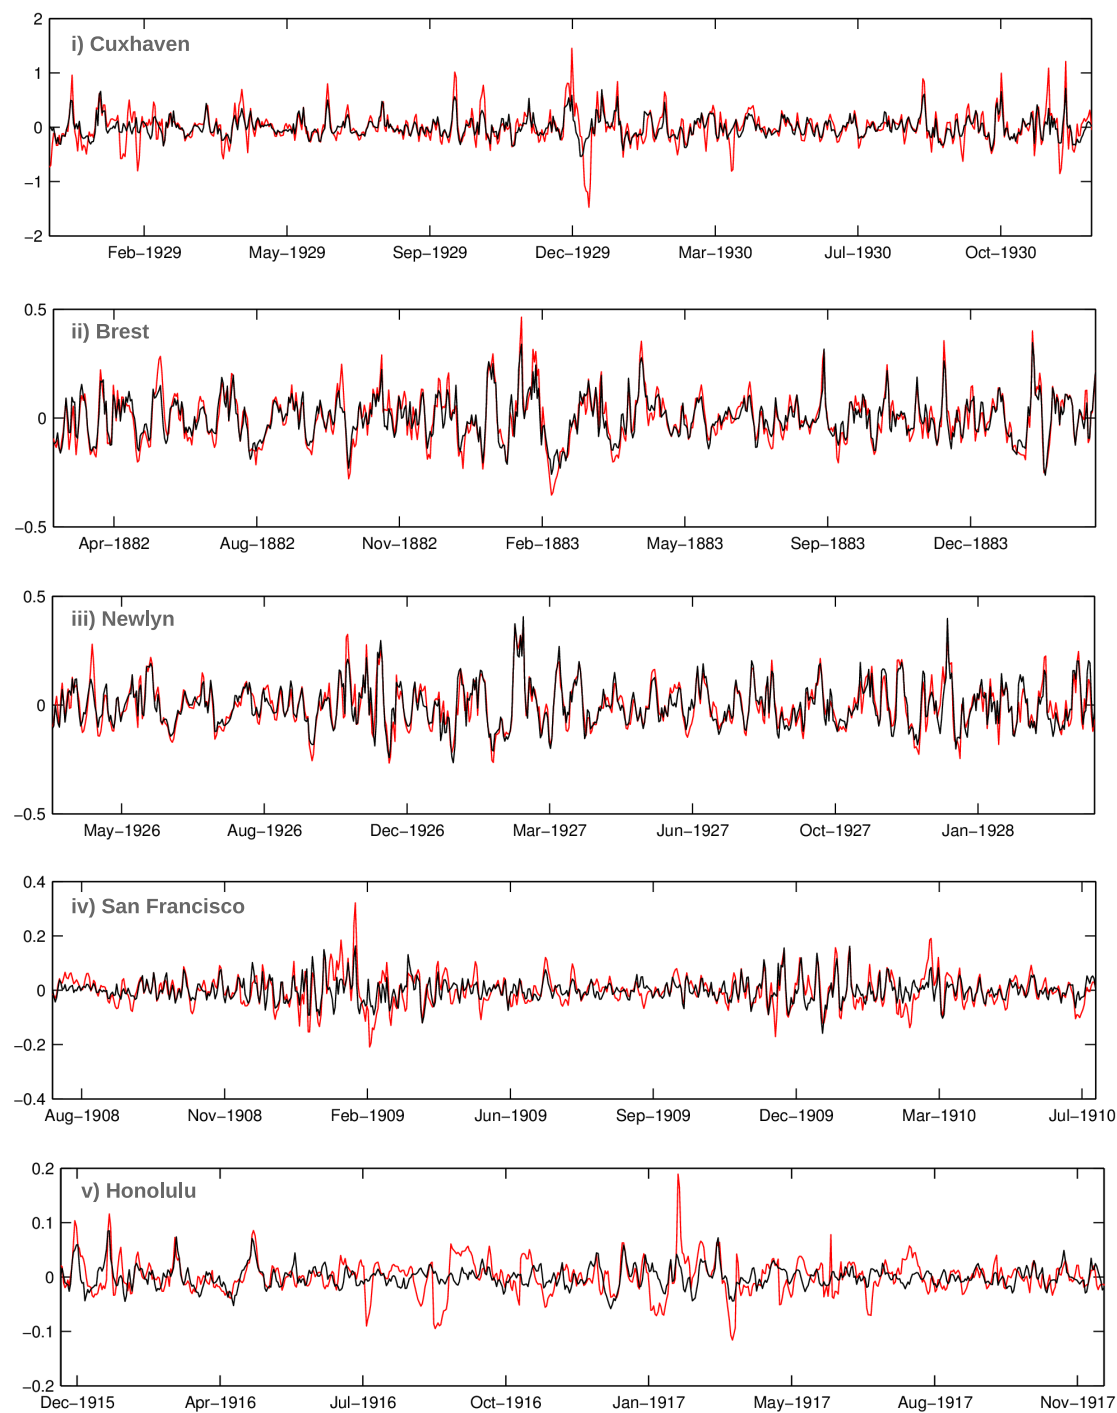 i) Cuxhaven
2
1
0
−1
−2
Feb−1929 May−1929 Sep−1929 Dec−1929 Mar−1930 Jul−1930 Oct−1930
ii) Brest
0.5
0
−0.5
Apr−1882 Aug−1882 Nov−1882 Feb−1883 May−1883 Sep−1883 Dec−1883
iii) Newlyn
0.5
0
−0.5
May−1926 Aug−1926 Dec−1926 Mar−1927 Jun−1927 Oct−1927 Jan−1928
iv) San Francisco
0.4
0.2
0
−0.2
−0.4
Aug−1908 Nov−1908 Feb−1909 Jun−1909 Sep−1909 Dec−1909 Mar−1910 Jul−1910
v) Honolulu
0.2
0.1
0
−0.1
−0.2
Dec−1915 Apr−1916 Jul−1916 Oct−1916 Jan−1917 May−1917 Aug−1917 Nov−1917